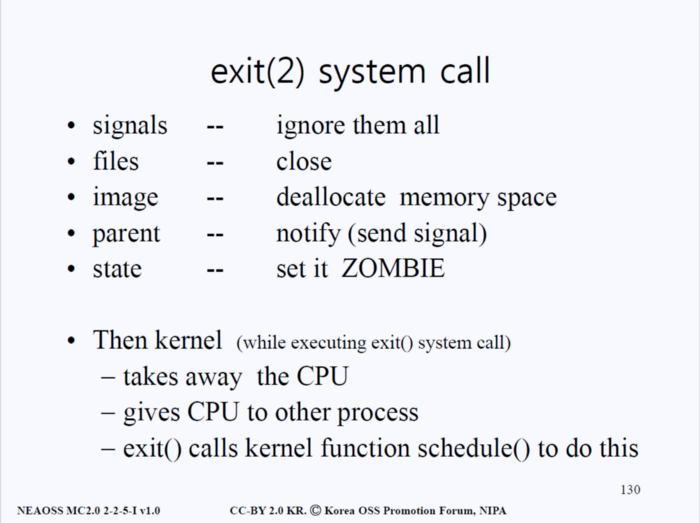 exit(2) system call
• signals -- ignore them all
• files -- close
• image -- deallocate memory space
• parent -- notify (send signal)
• state -- set it ZOMBIE
• Then kernel (while executing exit() system call)
– takes away the CPU
– gives CPU to other process
– exit() calls kernel function schedule() to do this
130
NEAOSS MC2.0 2-2-5-I v1.0 CC-BY 2.0 KR. © Korea OSS Promotion Forum, NIPA